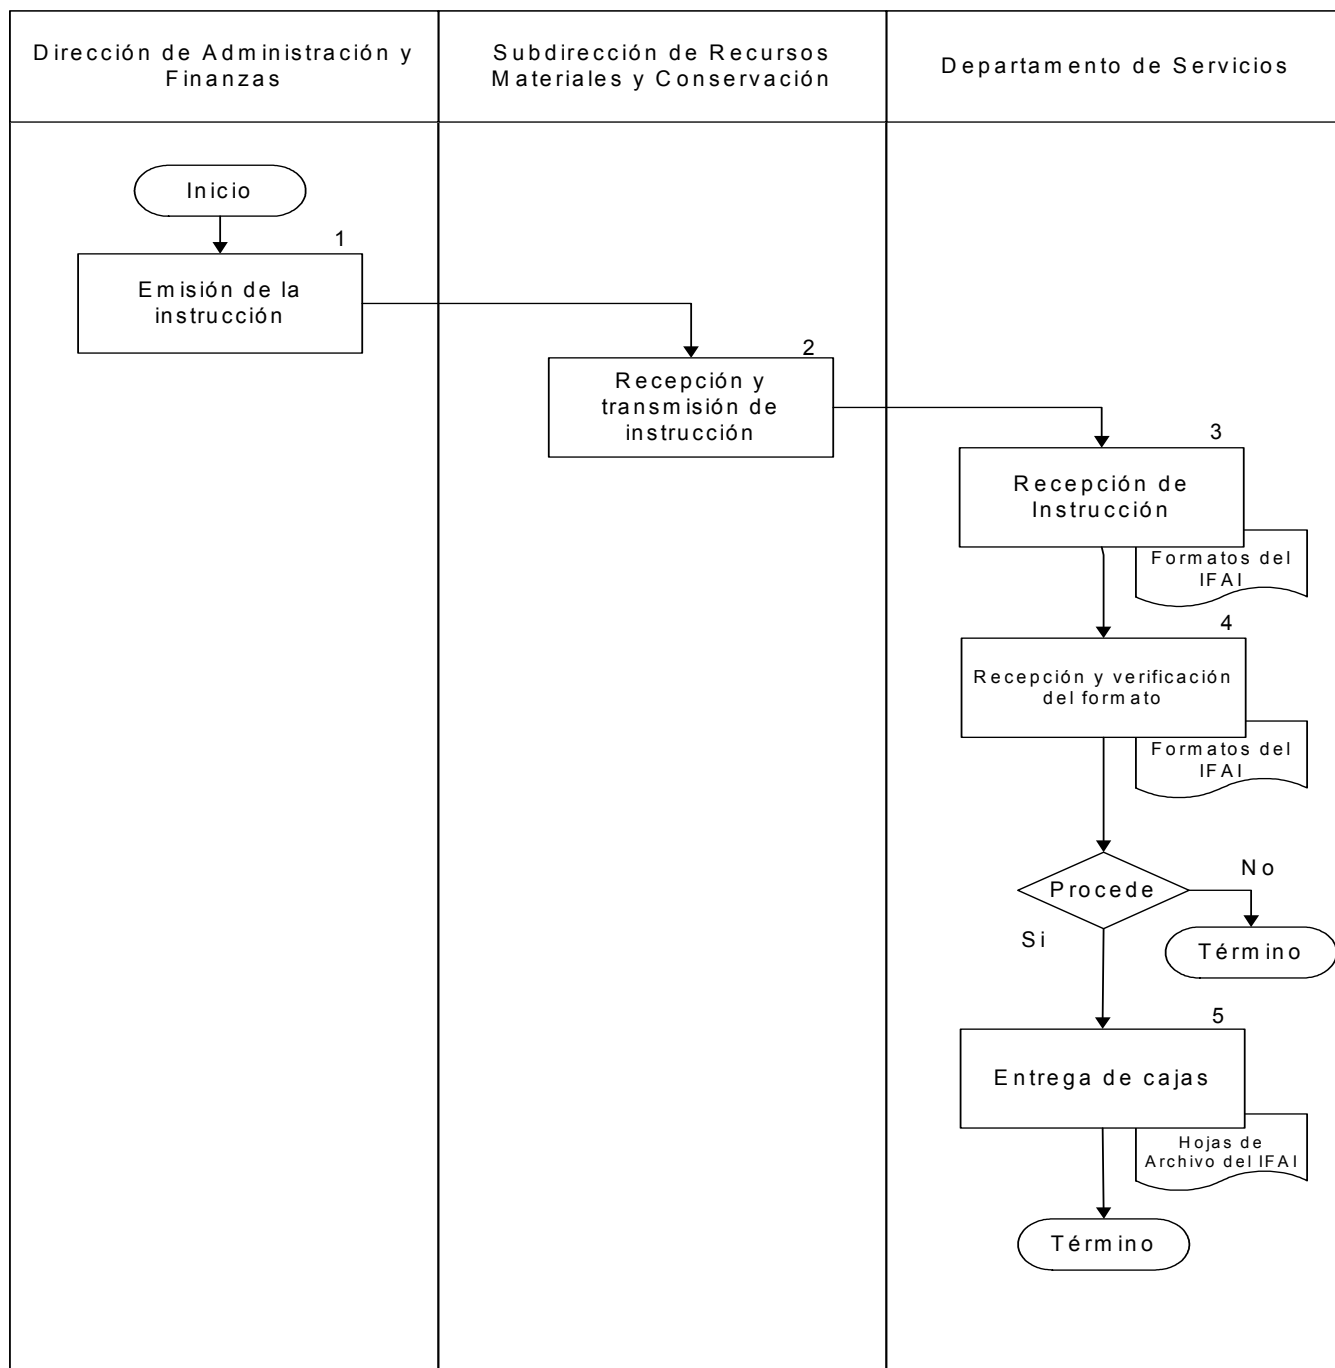 Dirección de Administración y
Finanzas
Subdirección de Recursos
Materiales y Conservación
Departamento de Servicios
Inicio
1
Emisión de la
instrucción
2
Recepción y
transmisión de
instrucción
3
Recepción de
Instrucción
Formatos del
IFAI
4
Recepción y verificación
del formato
Formatos del
IFAI
Procede
No
Si
Término
5
Entrega de cajas
Hojas de
Archivo del IFAI
Término